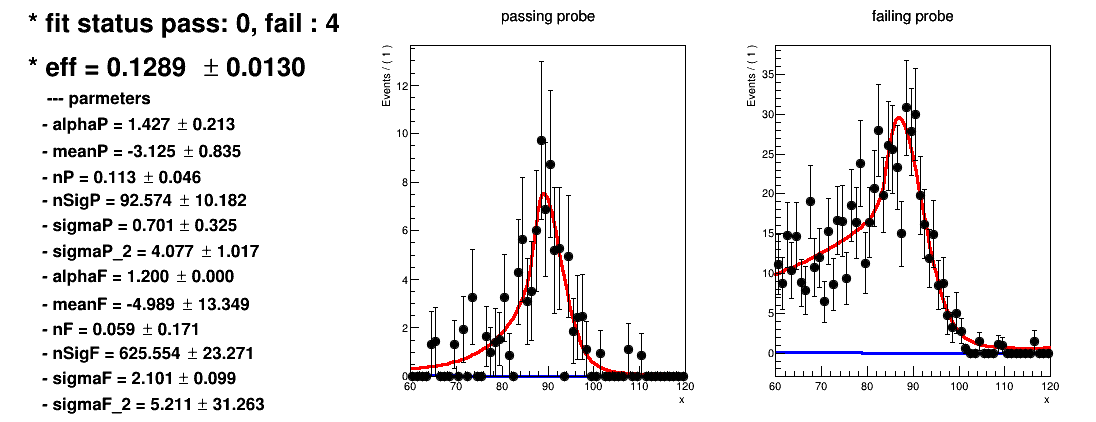 * fit status pass: 0, fail : 4
* eff = 0.1289 ± 0.0130
--- parmeters
- alphaP = 1.427 ± 0.213
- meanP = -3.125 ± 0.835
- nP = 0.113 ± 0.046
- nSigP = 92.574 ± 10.182
- sigmaP = 0.701 ± 0.325
- sigmaP_2 = 4.077 ± 1.017
- alphaF = 1.200 ± 0.000
- meanF = -4.989 ± 13.349
- nF = 0.059 ± 0.171
- nSigF = 625.554 ± 23.271
- sigmaF = 2.101 ± 0.099
- sigmaF_2 = 5.211 ± 31.263
passing probe
Events / ( 1 )
12
10
8
6
4
2
0
60 70 80 90 100 110 120
x
failing probe
Events / ( 1 )
35
30
25
20
15
10
5
0
60 70 80 90 100 110 120
x